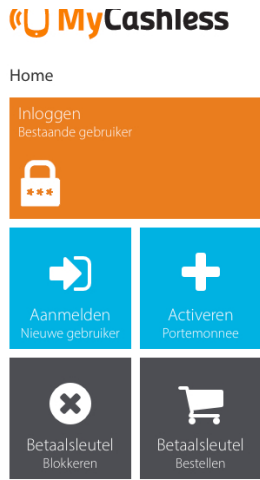 MyCashless
Home
Inloggen
Bestaande gebruiker
***
Aanmelden
Nieuwe gebruiker
Activeren
Portemonnee
Betaalsleutel
Blokkeren
Betaalsleutel
Bestellen